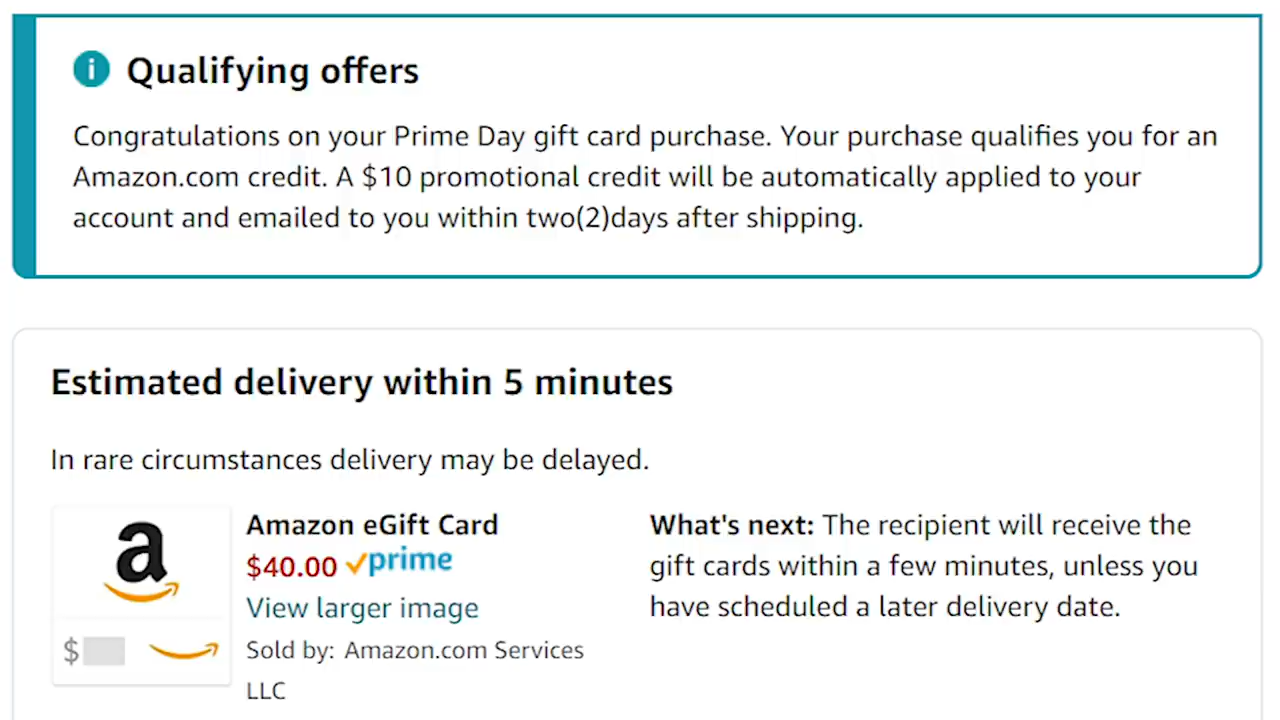 Qualifying offers
Congratulations on your Prime Day gift card purchase. Your purchase qualifies you for an
Amazon.com credit. A $10 promotional credit will be automatically applied to your
account and emailed to you within two(2)days after shipping.
Estimated delivery within 5 minutes
In rare circumstances delivery may be delayed.
a
$
Amazon eGift Card
$40.00 prime
View larger image
Sold by: Amazon.com Services
LLC
What's next: The recipient will receive the
gift cards within a few minutes, unless you
have scheduled a later delivery date.